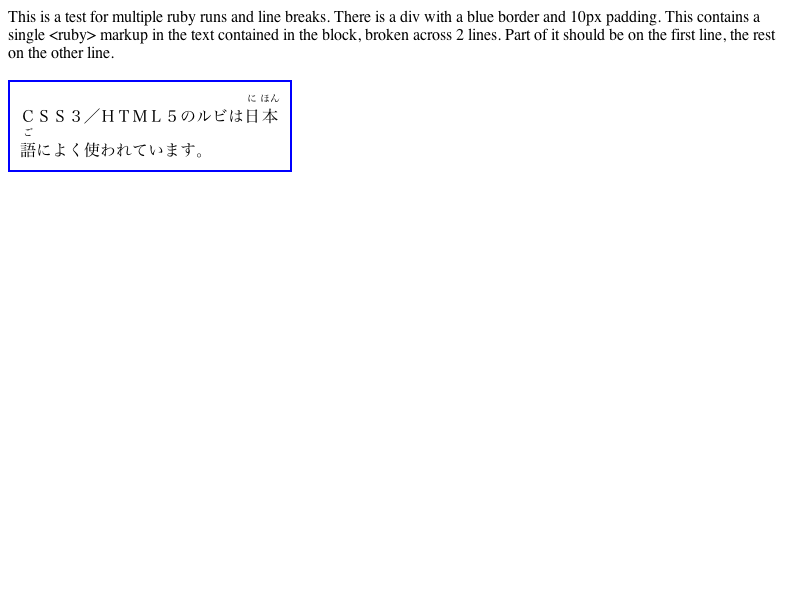 This is a test for multiple ruby runs and line breaks. There is a div with a blue border and 10px padding. This contains a
single <ruby> markup in the text contained in the block, broken across 2 lines. Part of it should be on the first line, the rest
on the other line.
に ほん
ＣＳＳ３／ＨＴＭＬ５のルビは日本
ご
語によく使われています。